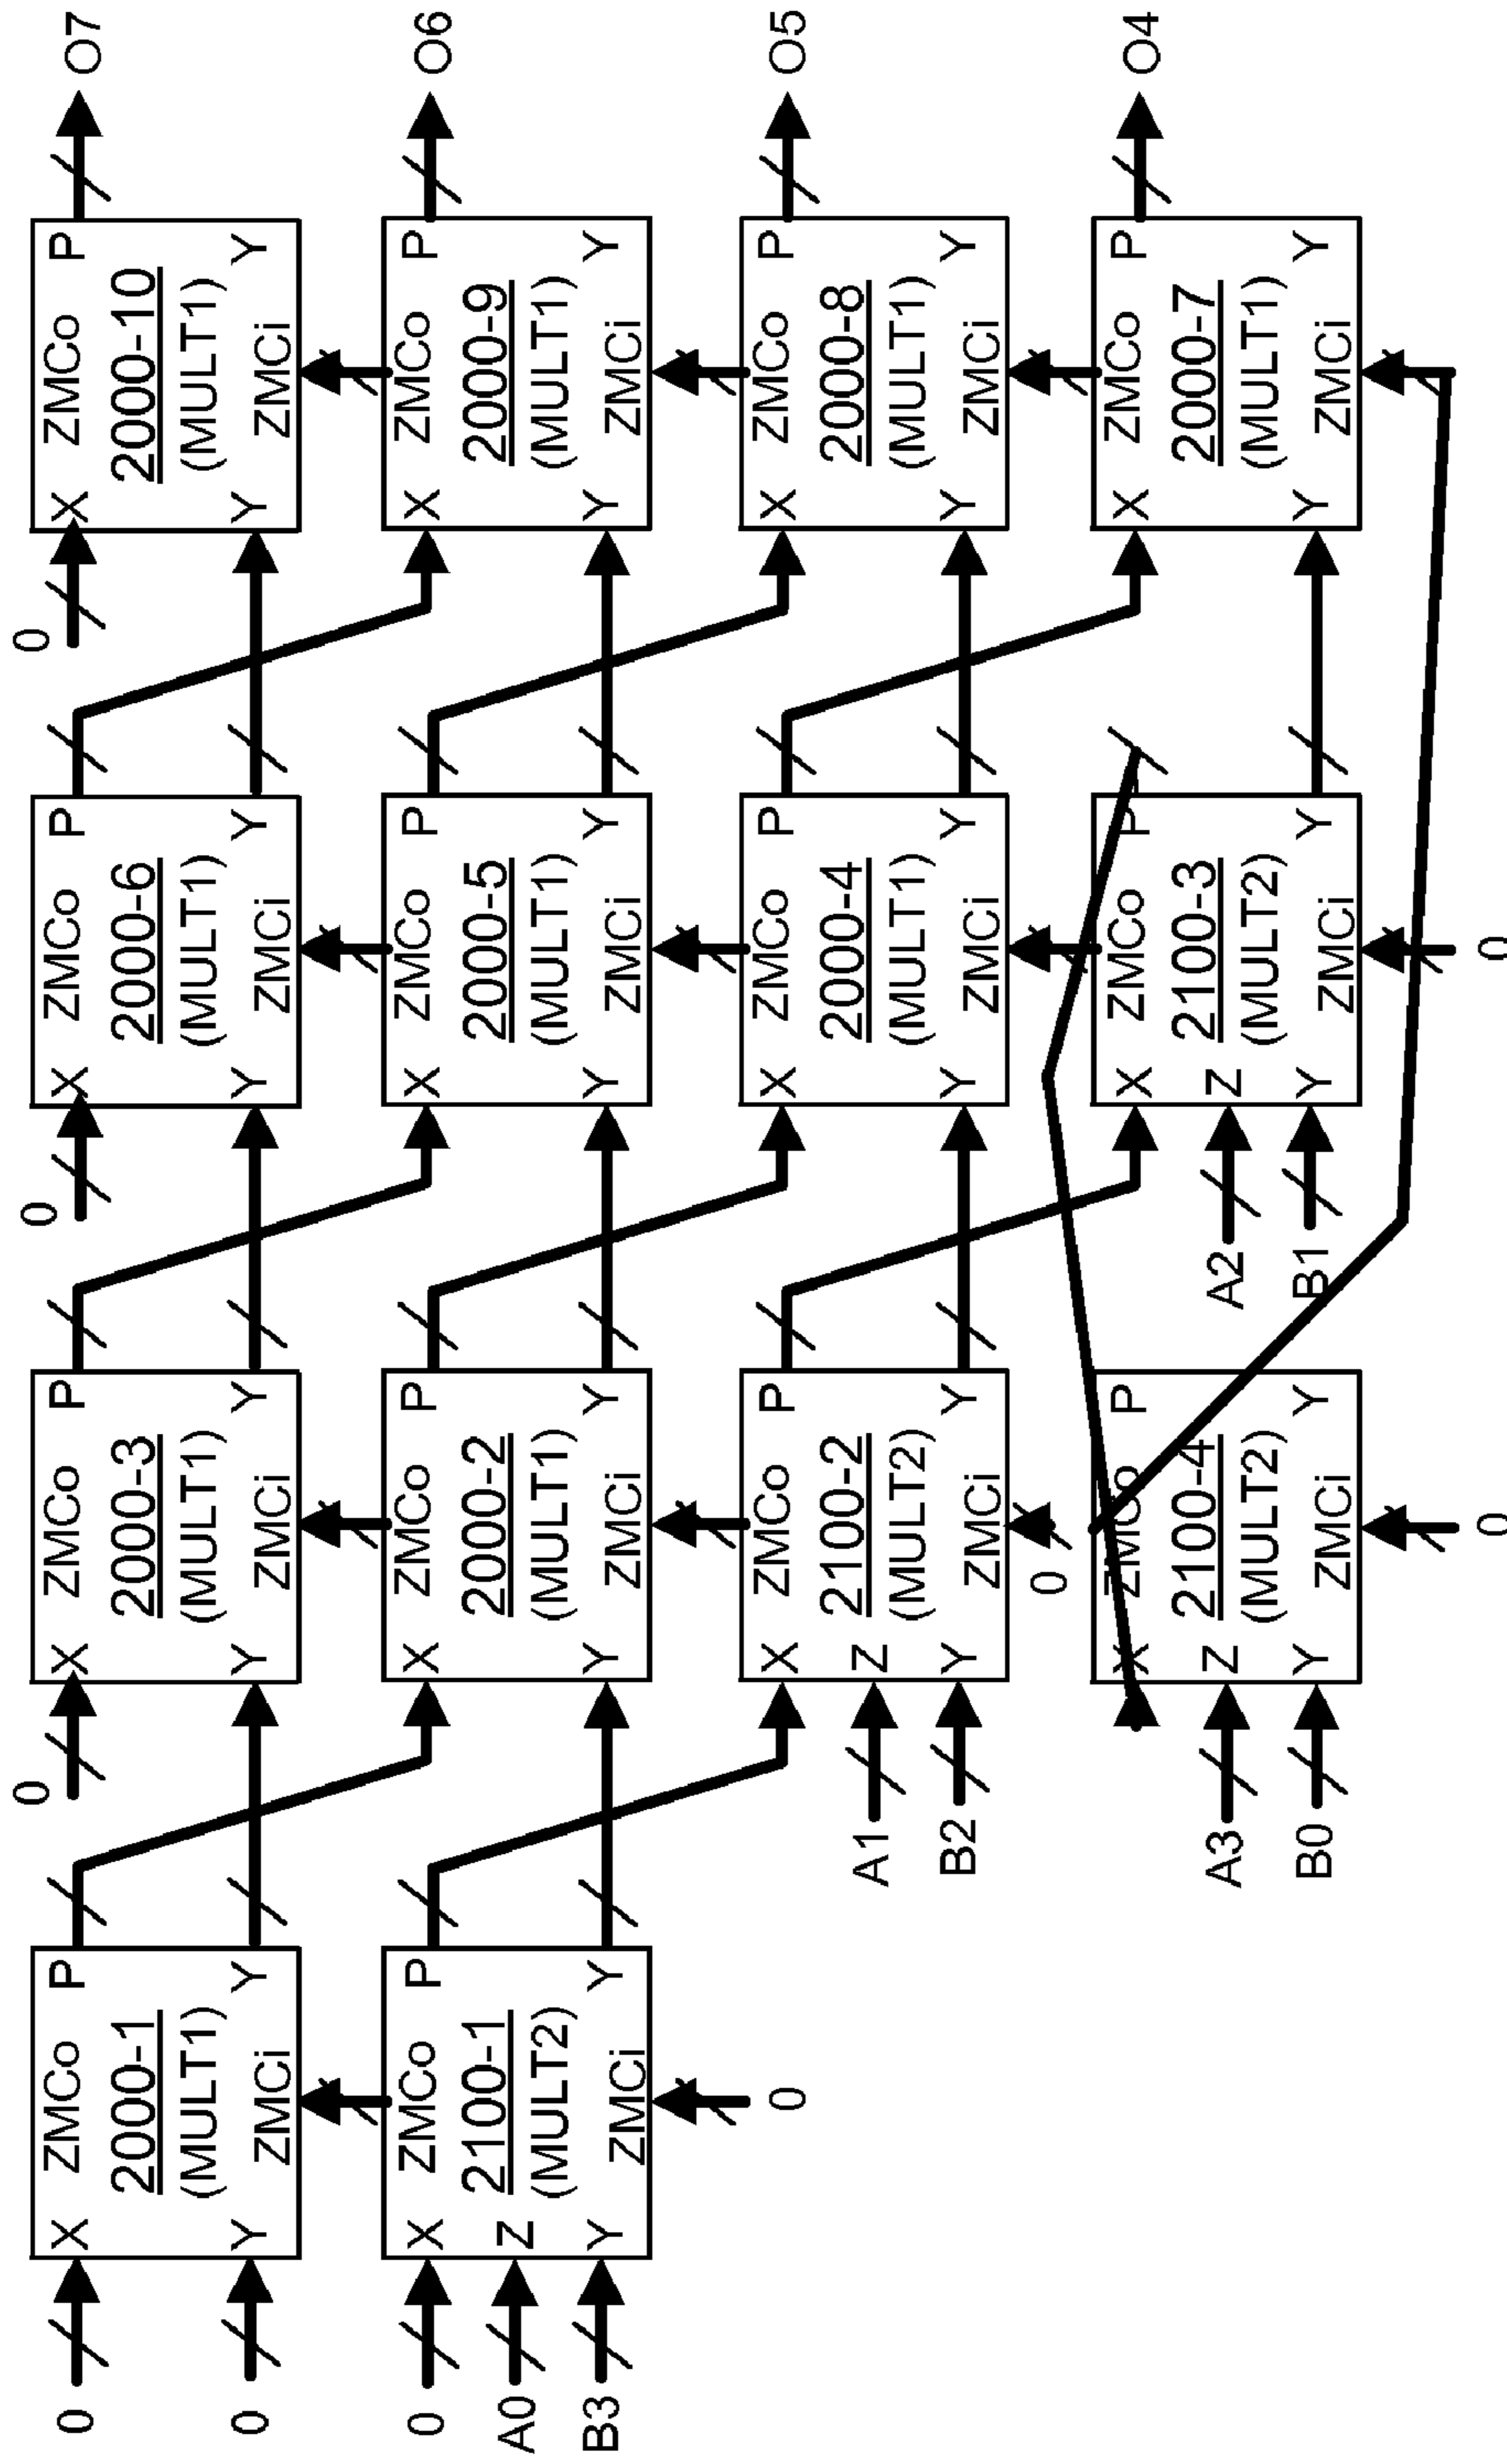 0
X ZMCo P
2000-1
(MULT1)
0
Y ZMCi Y
0
X ZMCo P
2000-3
(MULT1)
Y ZMCi Y
0
X ZMCo P
2000-6
(MULT1)
Y ZMCi Y
0
X ZMCo P
2000-10
(MULT1)
Y ZMCi Y
O7
0
A0
B3
X ZMCo P
Z 2100-1
(MULT2)
Y ZMCi Y
0
X ZMCo P
2000-2
(MULT1)
Y ZMCi Y
X ZMCo P
2000-5
(MULT1)
Y ZMCi Y
X ZMCo P
2000-9
(MULT1)
Y ZMCi Y
O6
A1
B2
X ZMCo P
Z 2100-2
(MULT2)
Y ZMCi Y
0
X ZMCo P
2000-4
(MULT1)
Y ZMCi Y
X ZMCo P
2000-8
(MULT1)
Y ZMCi Y
O5
A3
B0
X ZMCo P
Z 2100-4
(MULT2)
Y ZMCi Y
0
A2
B1
X ZMCo P
Z 2100-3
(MULT2)
Y ZMCi Y
0
X ZMCo P
2000-7
(MULT1)
Y ZMCi Y
O4